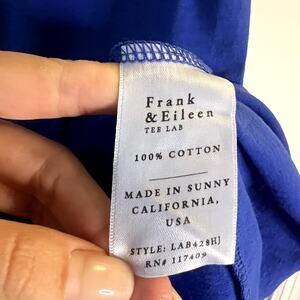 Frank
& Eileen
TEE LAB
100% COTTON
MADE IN SUNNY
CALIFORNIA,
USA
STYLE: LAB428HJ
RN# 117409